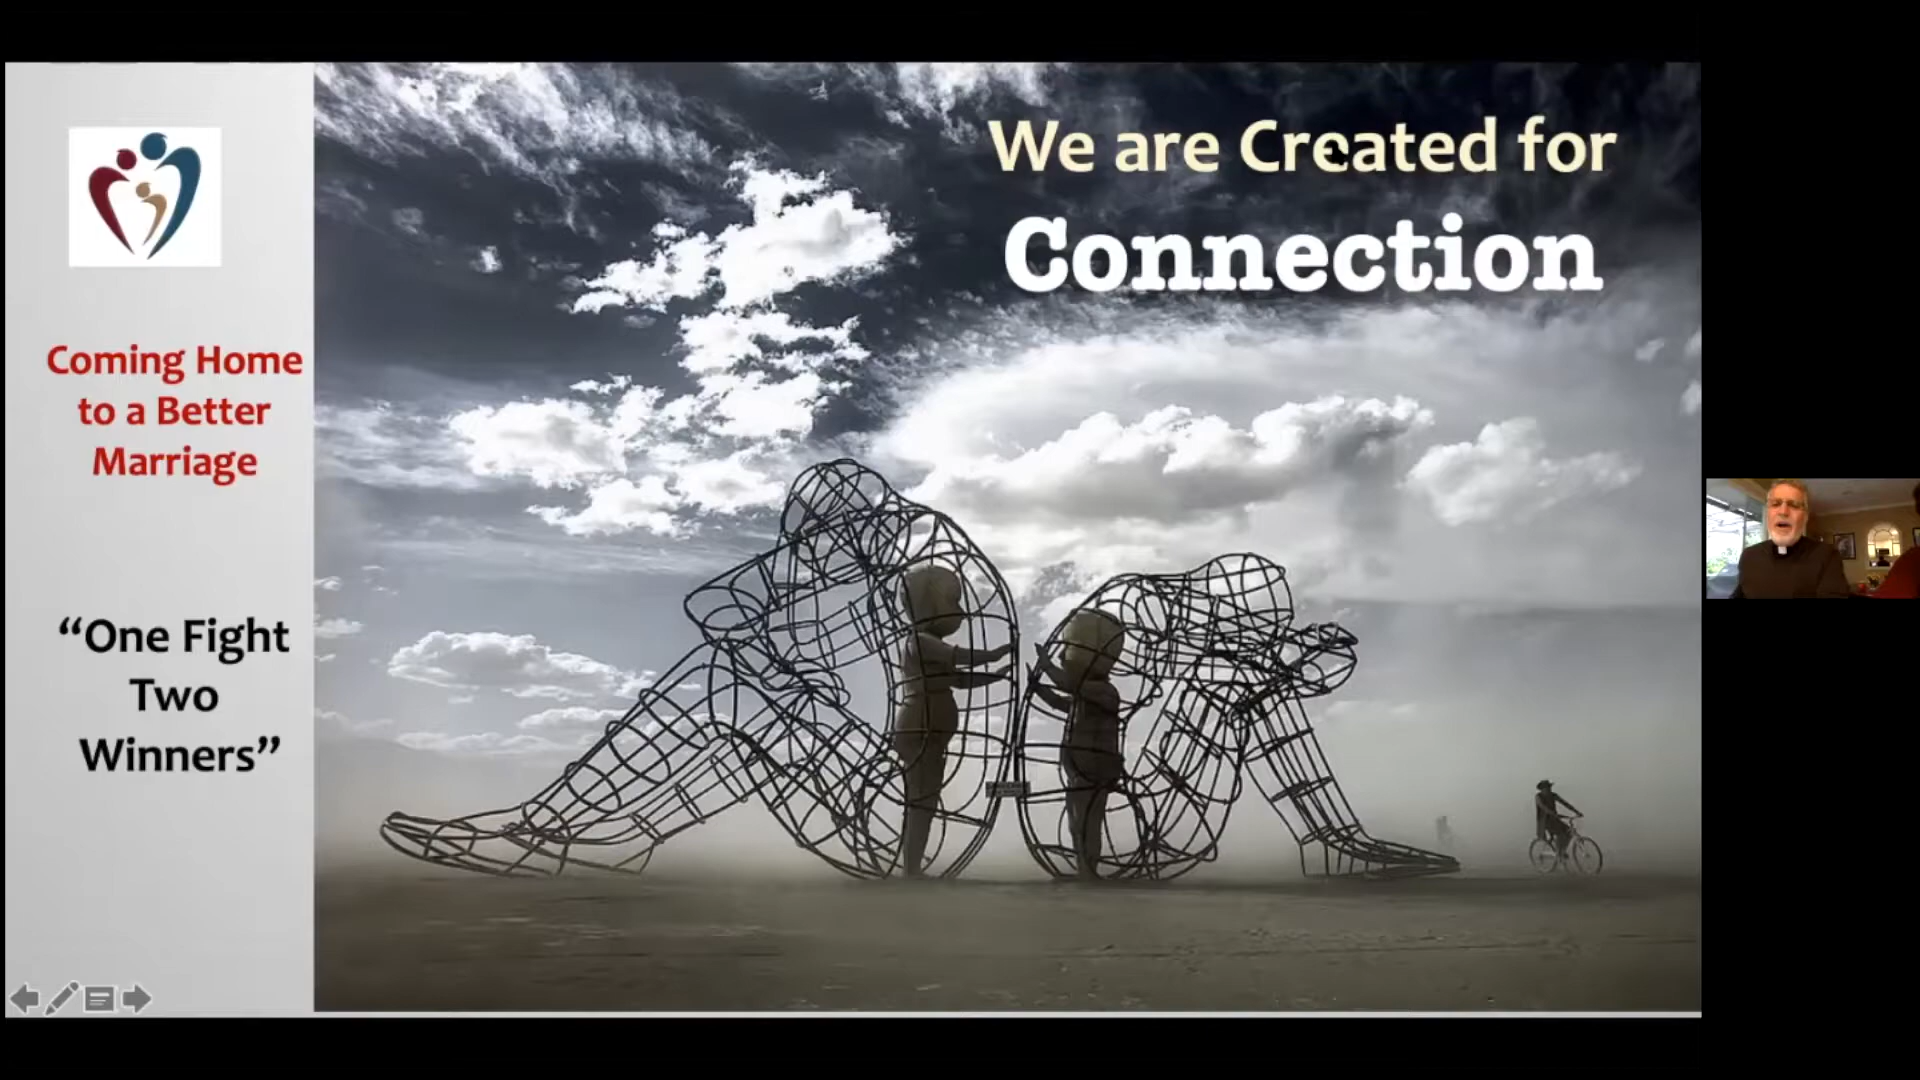 Coming Home
to a Better
Marriage
“One Fight
Two
Winners”
We are Created for
Connection